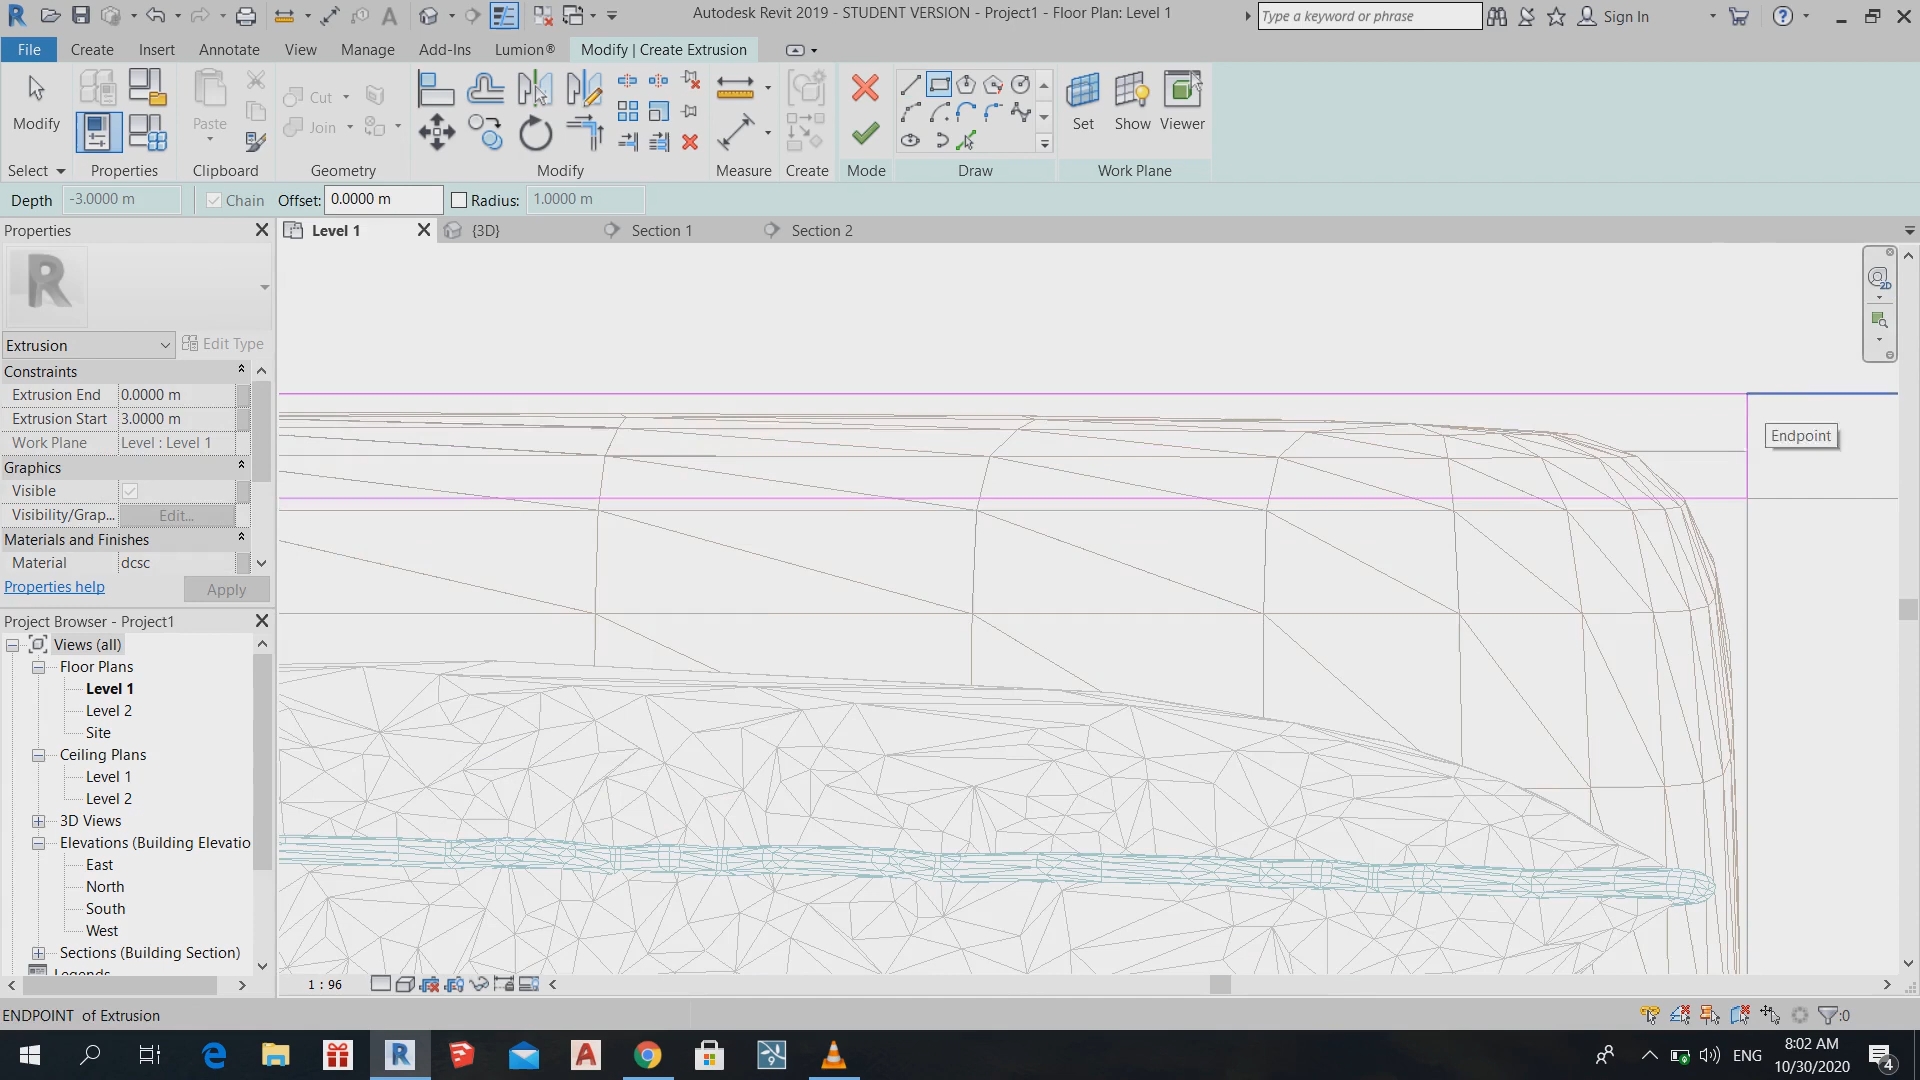 Autodesk Revit 2019 - STUDENT VERSION - Project1 - Floor Plan: Level 1
Type a keyword or phrase
Sign In
File
Create
Insert
Annotate
View
Manage
Add-Ins
Lumion®
Modify | Create Extrusion
Modify
Paste
Cut
Join
Set
Show
Viewer
Select
Properties
Clipboard
Geometry
Modify
Measure
Create
Mode
Draw
Work Plane
Depth
-3.0000 m
Chain
Offset:
0.0000 m
Radius:
1.0000 m
Properties
Level 1
{3D}
Section 1
Section 2
2D
R
Extrusion
Edit Type
Constraints
Extrusion End
0.0000 m
Extrusion Start
3.0000 m
Work Plane
Level : Level 1
Graphics
Visible
Visibility/Grap...
Edit...
Materials and Finishes
Material
dcsc
Properties help
Apply
Endpoint
Project Browser - Project1
Views (all)
Floor Plans
Level 1
Level 2
Site
Ceiling Plans
Level 1
Level 2
3D Views
Elevations (Building Elevatio
East
North
South
West
Sections (Building Section)
Legends
1 : 96
ENDPOINT of Extrusion
:0
ENG
8:02 AM
10/30/2020
4